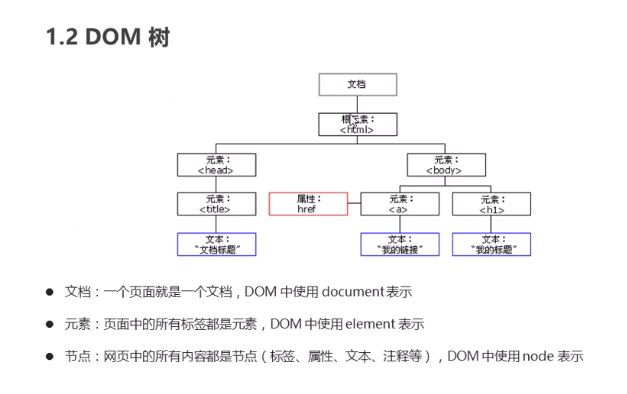 1.2 DOM 树
文档
根元素：
<html>
元素：
<head>
元素：
<body>
元素：
<title>
属性：
href
元素：
<a>
元素：
<h1>
文本：
“文档标题”
文本：
“我的链接”
文本：
“我的标题”
● 文档：一个页面就是一个文档，DOM 中使用 document 表示
● 元素：页面中的所有标签都是元素，DOM 中使用 element 表示
● 节点：网页中的所有内容都是节点（标签、属性、文本、注释等），DOM 中使用 node 表示